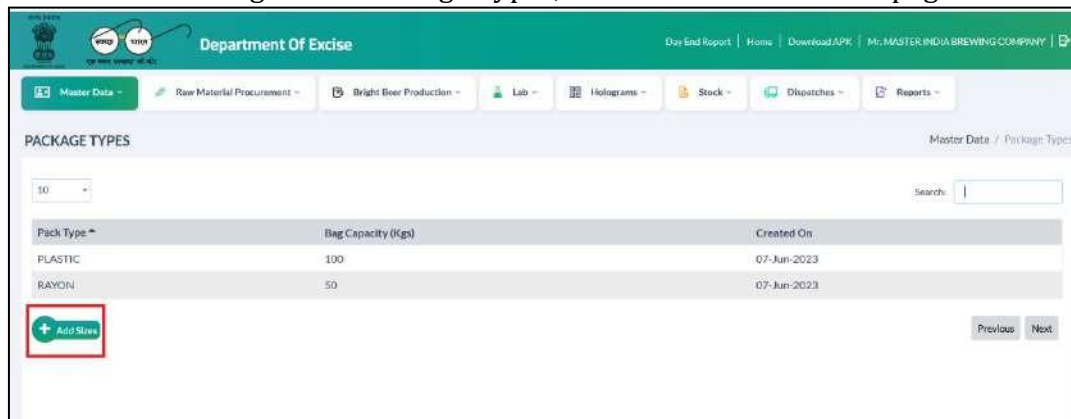 Department Of Excise
Day End Report | Home | Download APK | Mr. MASTER INDIA BREWING COMPANY |
Master Data
Raw Material Procurement
Bright Beer Production
Lab
Holograms
Stock
Dispatches
Reports
PACKAGE TYPES
Master Data / Package Types
10
Search:
Pack Type Bag Capacity (Kgs) Created On
PLASTIC 100 07-Jun-2023
RAYON 50 07-Jun-2023
+ Add Sizes
Previous Next